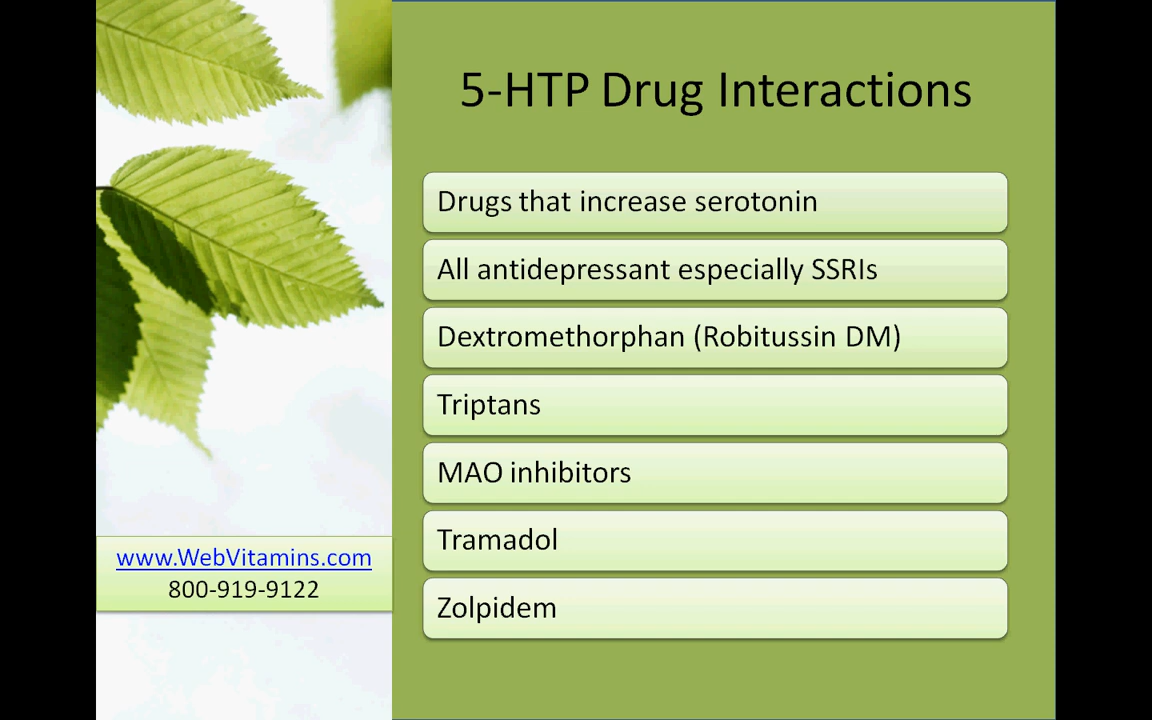 5-HTP Drug Interactions
Drugs that increase serotonin
All antidepressant especially SSRIs
Dextromethorphan (Robitussin DM)
Triptans
MAO inhibitors
Tramadol
Zolpidem
www.WebVitamins.com
800-919-9122